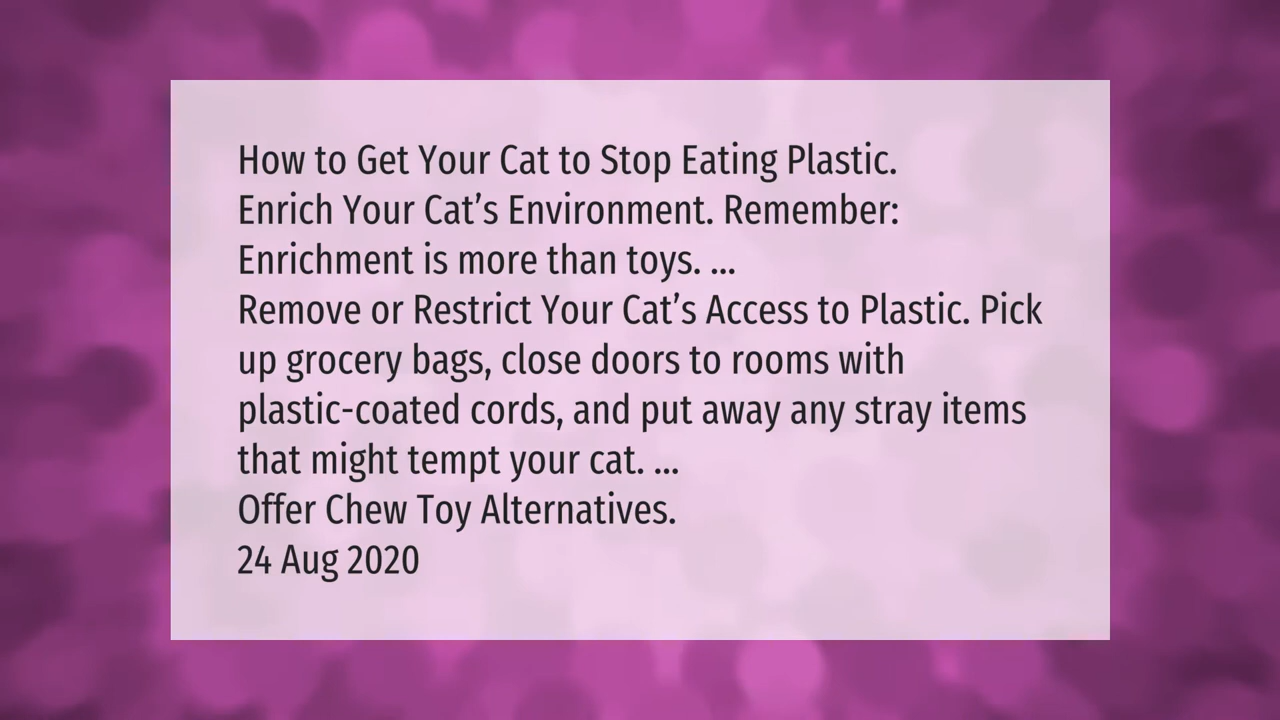 How to Get Your Cat to Stop Eating Plastic.
Enrich Your Cat’s Environment. Remember:
Enrichment is more than toys. ...
Remove or Restrict Your Cat’s Access to Plastic. Pick
up grocery bags, close doors to rooms with
plastic-coated cords, and put away any stray items
that might tempt your cat. ...
Offer Chew Toy Alternatives.
24 Aug 2020